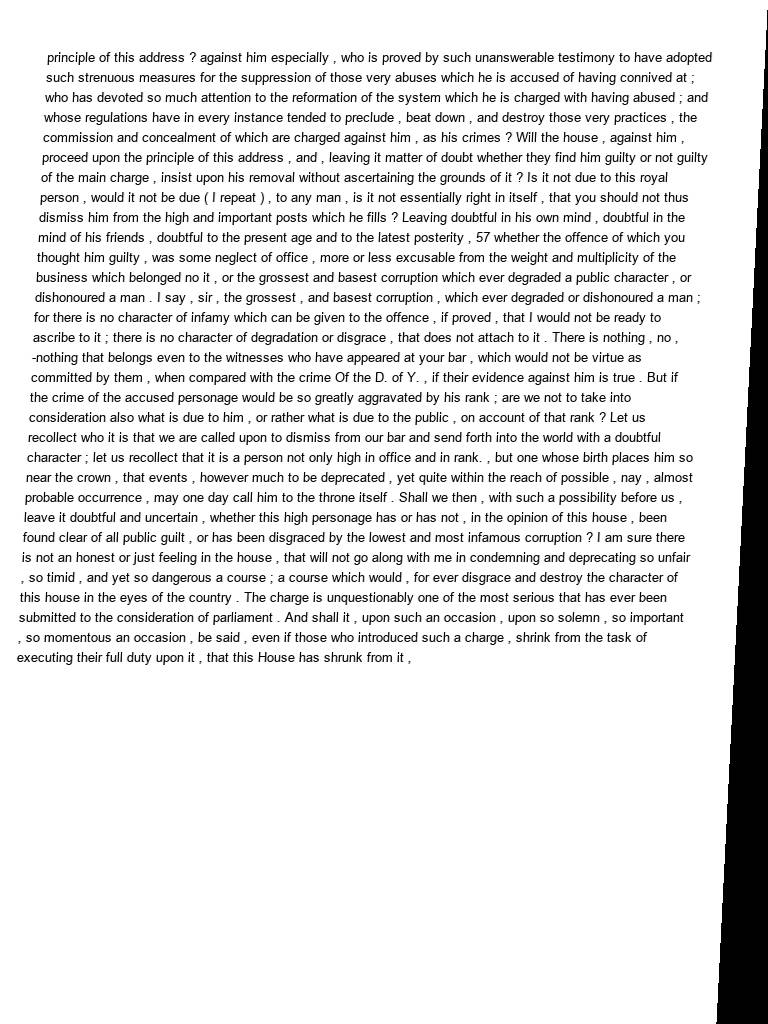 principle of this address ? against him especially , who is proved by such unanswerable testimony to have adopted
such strenuous measures for the suppression of those very abuses which he is accused of having connived at ;
who has devoted so much attention to the reformation of the system which he is charged with having abused ; and
whose regulations have in every instance tended to preclude , beat down , and destroy those very practices , the
commission and concealment of which are charged against him , as his crimes ? Will the house , against him ,
proceed upon the principle of this address , and , leaving it matter of doubt whether they find him guilty or not guilty
of the main charge , insist upon his removal without ascertaining the grounds of it ? Is it not due to this royal
person , would it not be due ( I repeat ) , to any man , is it not essentially right in itself , that you should not thus
dismiss him from the high and important posts which he fills ? Leaving doubtful in his own mind , doubtful in the
mind of his friends , doubtful to the present age and to the latest posterity , 57 whether the offence of which you
thought him guilty , was some neglect of office , more or less excusable from the weight and multiplicity of the
business which belonged no it , or the grossest and basest corruption which ever degraded a public character , or
dishonoured a man . I say , sir , the grossest , and basest corruption , which ever degraded or dishonoured a man ;
for there is no character of infamy which can be given to the offence , if proved , that I would not be ready to
ascribe to it ; there is no character of degradation or disgrace , that does not attach to it . There is nothing , no ,
-nothing that belongs even to the witnesses who have appeared at your bar , which would not be virtue as
committed by them , when compared with the crime Of the D. of Y. , if their evidence against him is true . But if
the crime of the accused personage would be so greatly aggravated by his rank ; are we not to take into
consideration also what is due to him , or rather what is due to the public , on account of that rank ? Let us
recollect who it is that we are called upon to dismiss from our bar and send forth into the world with a doubtful
character ; let us recollect that it is a person not only high in office and in rank. , but one whose birth places him so
near the crown , that events , however much to be deprecated , yet quite within the reach of possible , nay , almost
probable occurrence , may one day call him to the throne itself . Shall we then , with such a possibility before us ,
leave it doubtful and uncertain , whether this high personage has or has not , in the opinion of this house , been
found clear of all public guilt , or has been disgraced by the lowest and most infamous corruption ? I am sure there
is not an honest or just feeling in the house , that will not go along with me in condemning and deprecating so unfair
, so timid , and yet so dangerous a course ; a course which would , for ever disgrace and destroy the character of
this house in the eyes of the country . The charge is unquestionably one of the most serious that has ever been
submitted to the consideration of parliament . And shall it , upon such an occasion , upon so solemn , so important
, so momentous an occasion , be said , even if those who introduced such a charge , shrink from the task of
executing their full duty upon it , that this House has shrunk from it ,